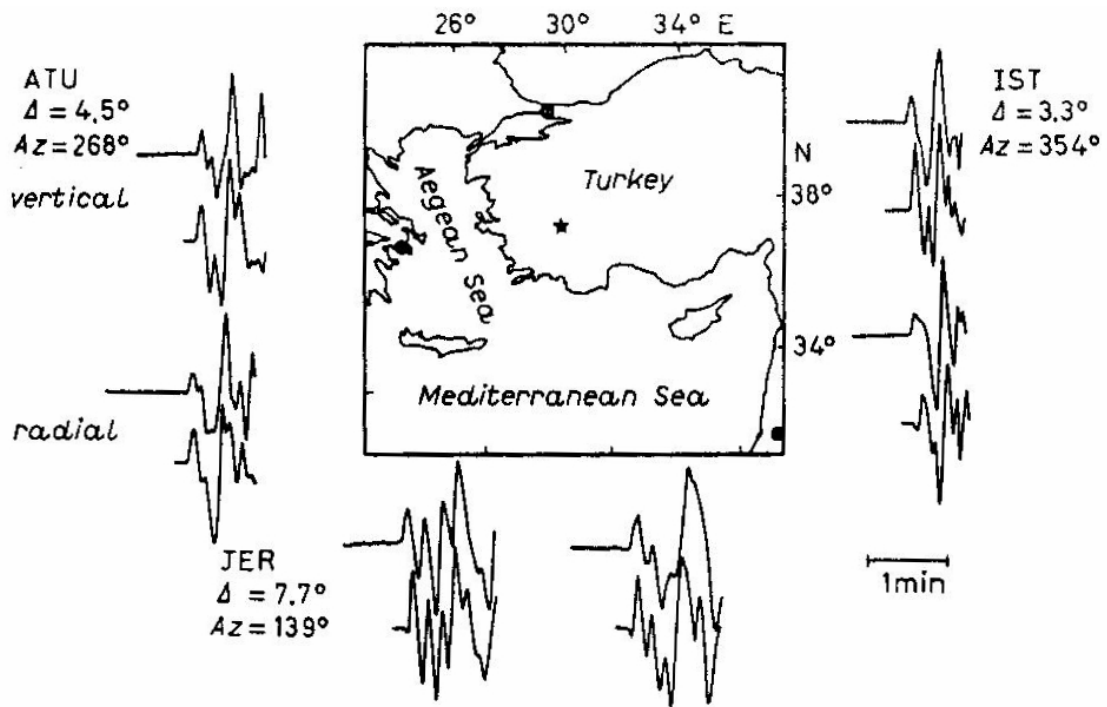 26° 30° 34° E
ATU
Δ = 4.5°
Az = 268°
vertical
radial
IST
Δ = 3.3°
Az = 354°
N
38°
34°
Turkey
Aegean Sea
Mediterranean Sea
JER
Δ = 7.7°
Az = 139°
1min